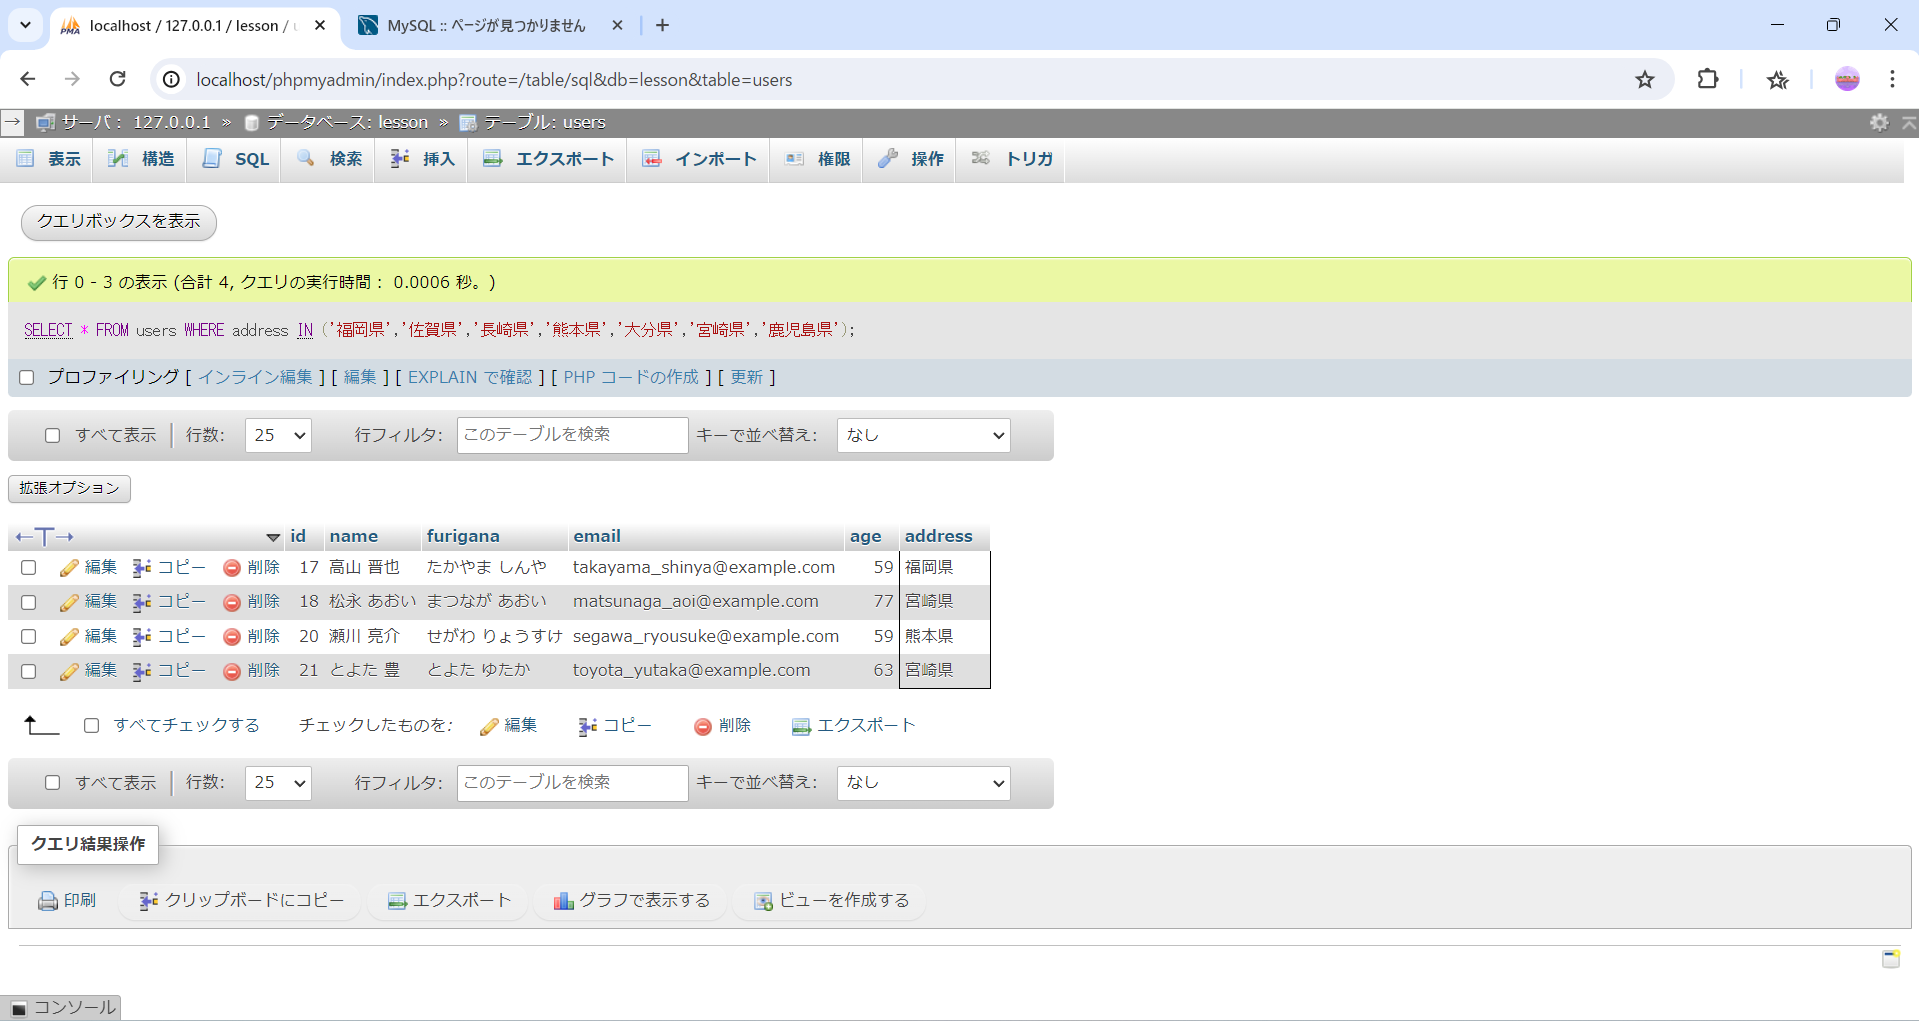 localhost / 127.0.0.1 / lesson /
MySQL :: ページが見つかりません
localhost/phpmyadmin/index.php?route=/table/sql&db=lesson&table=users
サーバ： 127.0.0.1 » データベース: lesson » テーブル: users
表示 構造 SQL 検索 挿入 エクスポート インポート 権限 操作 トリガ
クエリボックスを表示
行 0 - 3 の表示 (合計 4, クエリの実行時間： 0.0006 秒。)
SELECT * FROM users WHERE address IN ('福岡県','佐賀県','長崎県','熊本県','大分県','宮崎県','鹿児島県');
プロファイリング [ インライン編集 ] [ 編集 ] [ EXPLAIN で確認 ] [ PHP コードの作成 ] [ 更新 ]
すべて表示 行数: 25 行フィルタ: このテーブルを検索 キーで並べ替え: なし
拡張オプション
←T→ id name furigana email age address
編集 コピー 削除 17 高山 晋也 たかやま しんや takayama_shinya@example.com 59 福岡県
編集 コピー 削除 18 松永 あおい まつなが あおい matsunaga_aoi@example.com 77 宮崎県
編集 コピー 削除 20 瀬川 亮介 せがわ りょうすけ segawa_ryousuke@example.com 59 熊本県
編集 コピー 削除 21 とよた 豊 とよた ゆたか toyota_yutaka@example.com 63 宮崎県
すべてチェックする チェックしたものを: 編集 コピー 削除 エクスポート
すべて表示 行数: 25 行フィルタ: このテーブルを検索 キーで並べ替え: なし
クエリ結果操作
印刷 クリップボードにコピー エクスポート グラフで表示する ビューを作成する
コンソール